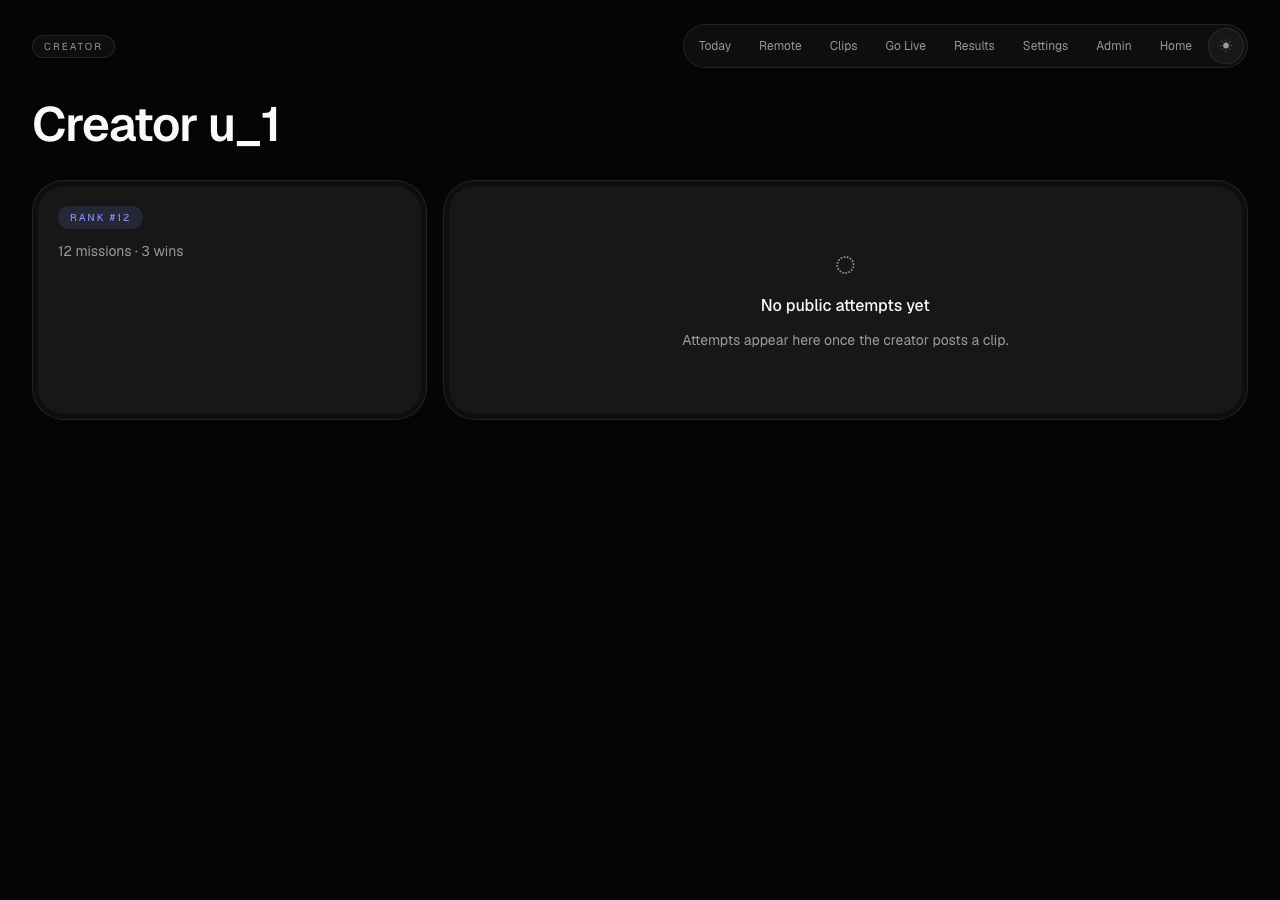 CREATOR
Today Remote Clips Go Live Results Settings Admin Home
Creator u_1
RANK #12
12 missions · 3 wins
No public attempts yet
Attempts appear here once the creator posts a clip.